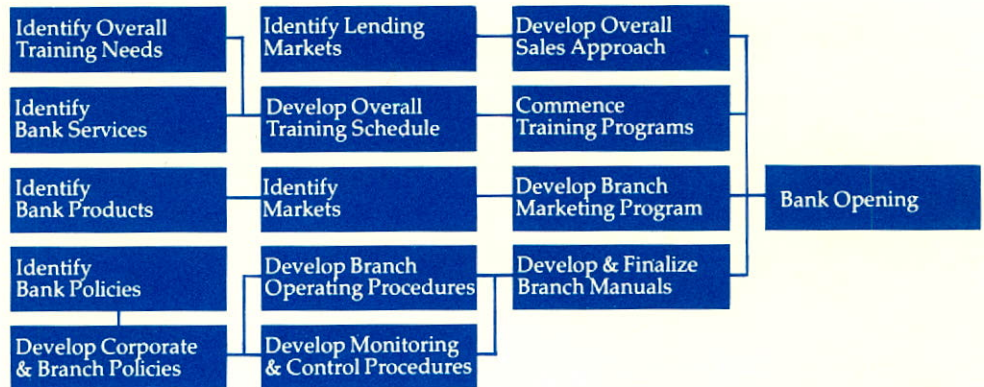 Identify Overall
Training Needs
Identify Lending
Markets
Develop Overall
Sales Approach
Identify
Bank Services
Develop Overall
Training Schedule
Commence
Training Programs
Identify
Bank Products
Identify
Markets
Develop Branch
Marketing Program
Bank Opening
Identify
Bank Policies
Develop Branch
Operating Procedures
Develop & Finalize
Branch Manuals
Develop Corporate
& Branch Policies
Develop Monitoring
& Control Procedures